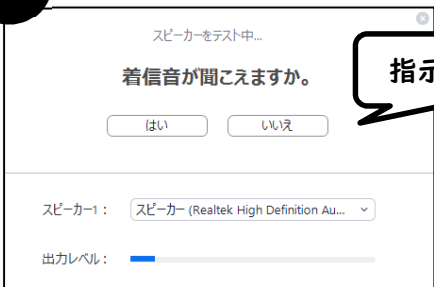 スピーカーをテスト中...
着信音が聞こえますか。
指示
はい
いいえ
スピーカー1：
スピーカー (Realtek High Definition Au...
出力レベル：